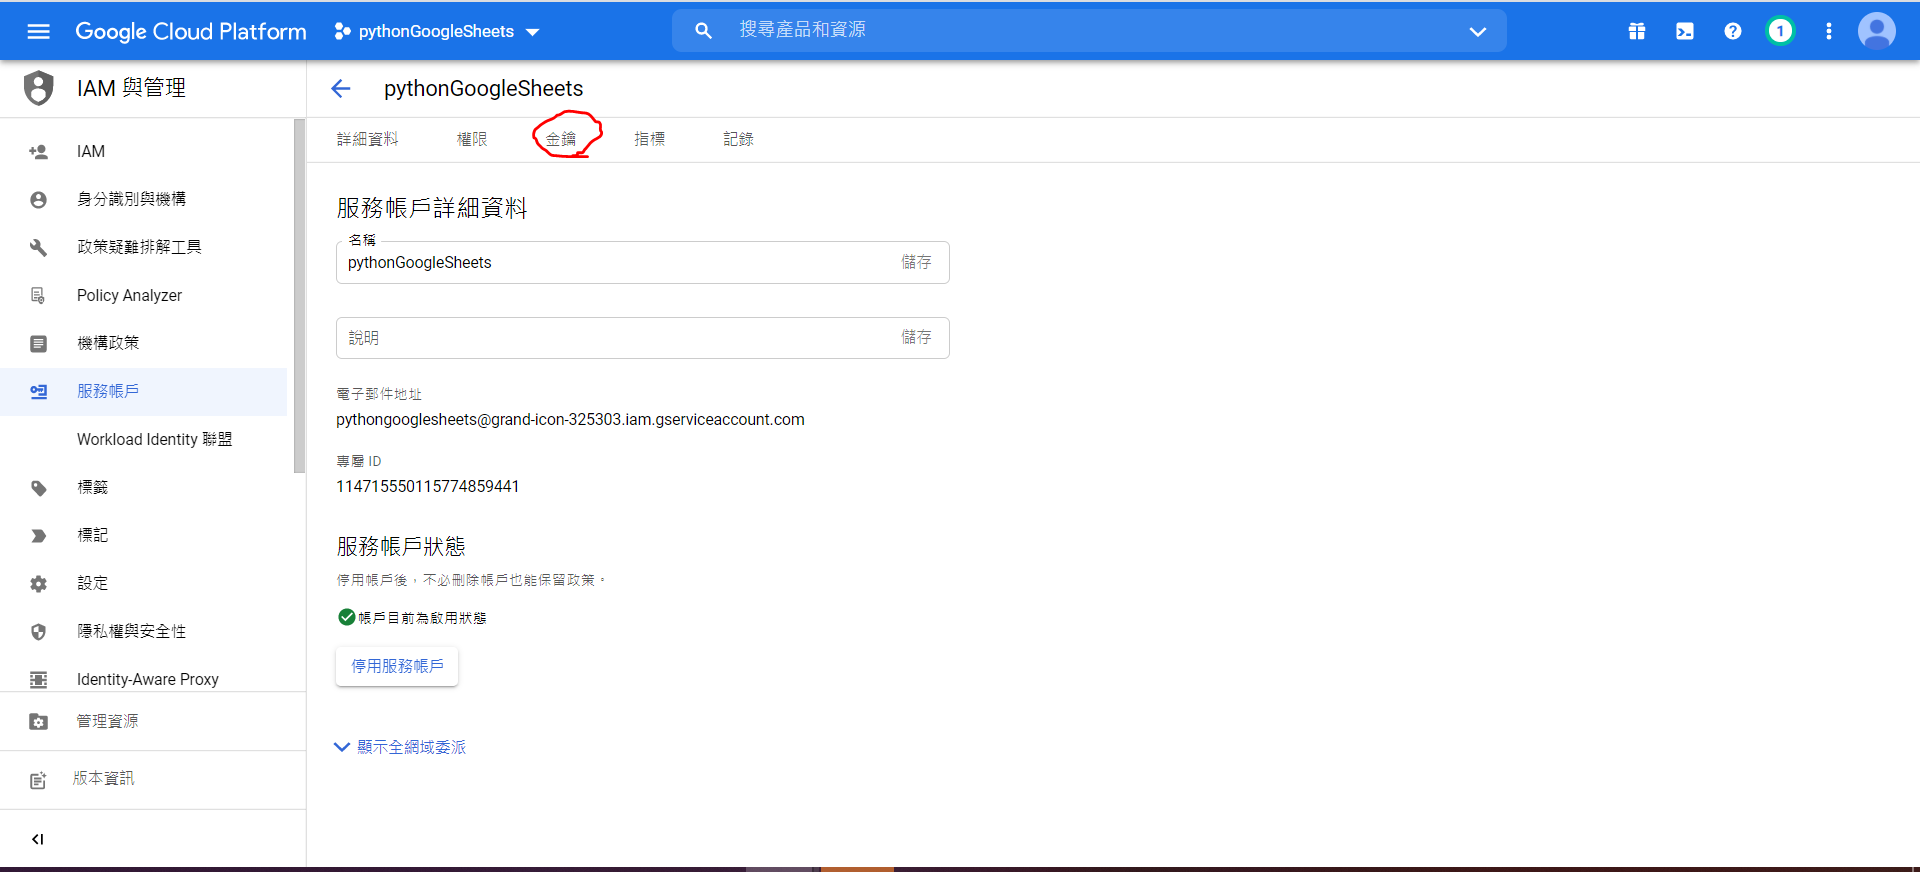 Google Cloud Platform
pythonGoogleSheets
搜尋產品和資源
1
IAM 與管理
IAM
身分識別與機構
政策疑難排解工具
Policy Analyzer
機構政策
服務帳戶
Workload Identity 聯盟
標籤
標記
設定
隱私權與安全性
Identity-Aware Proxy
管理資源
版本資訊
pythonGoogleSheets
詳細資料 權限 金鑰 指標 記錄
服務帳戶詳細資料
名稱
pythonGoogleSheets 儲存
說明 儲存
電子郵件地址
pythongooglesheets@grand-icon-325303.iam.gserviceaccount.com
專屬 ID
114715550115774859441
服務帳戶狀態
停用帳戶後，不必刪除帳戶也能保留政策。
帳戶目前為啟用狀態
停用服務帳戶
顯示全網域委派